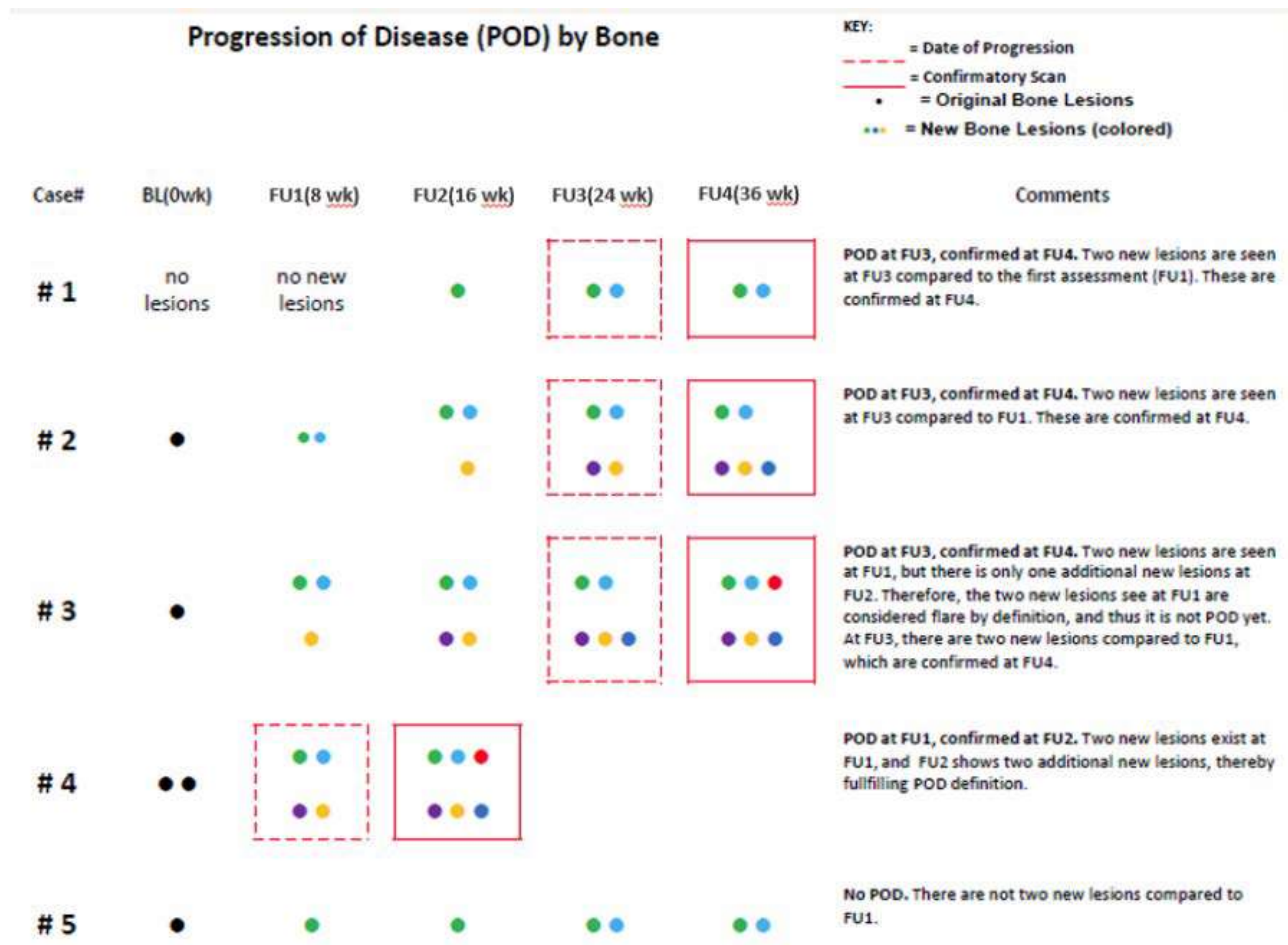 Progression of Disease (POD) by Bone
KEY:
= Date of Progression
= Confirmatory Scan
= Original Bone Lesions
= New Bone Lesions (colored)
Case# BL(0wk) FU1(8 wk) FU2(16 wk) FU3(24 wk) FU4(36 wk) Comments
# 1
no
lesions
no new
lesions
POD at FU3, confirmed at FU4. Two new lesions are seen
at FU3 compared to the first assessment (FU1). These are
confirmed at FU4.
# 2
POD at FU3, confirmed at FU4. Two new lesions are seen
at FU3 compared to FU1. These are confirmed at FU4.
# 3
POD at FU3, confirmed at FU4. Two new lesions are seen
at FU1, but there is only one additional new lesions at
FU2. Therefore, the two new lesions see at FU1 are
considered flare by definition, and thus it is not POD yet.
At FU3, there are two new lesions compared to FU1,
which are confirmed at FU4.
# 4
POD at FU1, confirmed at FU2. Two new lesions exist at
FU1, and FU2 shows two additional new lesions, thereby
fullfilling POD definition.
# 5
No POD. There are not two new lesions compared to
FU1.